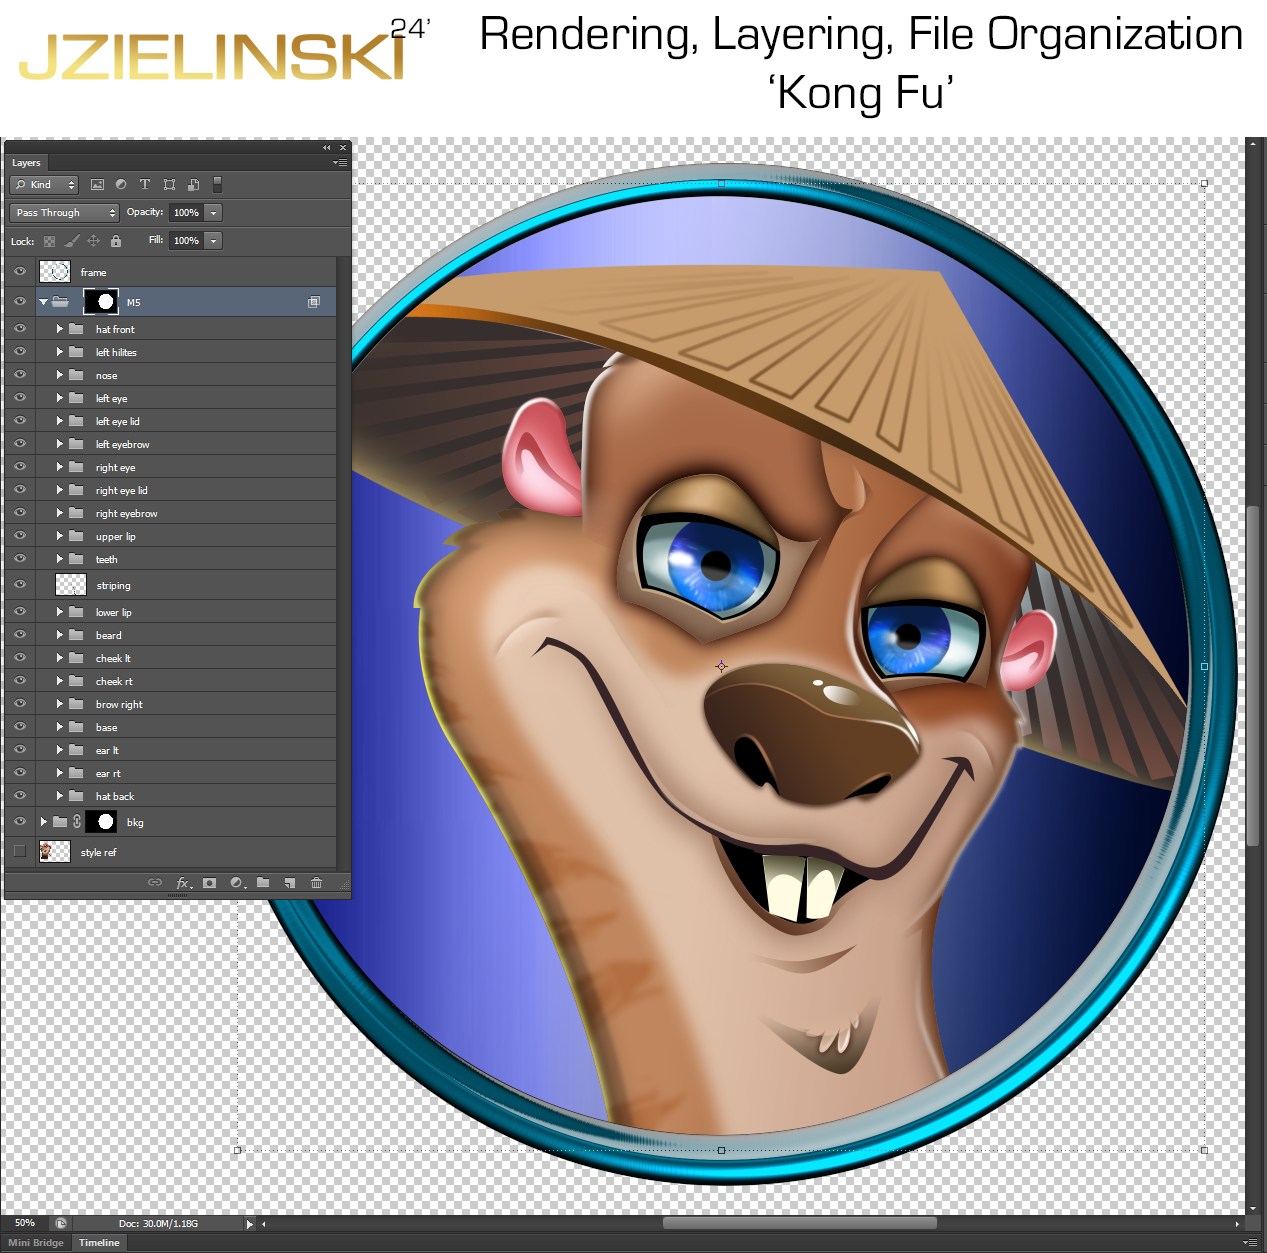 JZIELINSKI 24’
Rendering, Layering, File Organization
‘Kong Fu’
Layers
Kind
T
Pass Through
Opacity: 100%
Lock:
Fill: 100%
frame
M5
hat front
left hilites
nose
left eye
left eye lid
left eyebrow
right eye
right eye lid
right eyebrow
upper lip
teeth
striping
lower lip
beard
cheek lt
cheek rt
brow right
base
ear lt
ear rt
hat back
bkg
style ref
fx
50%
Doc: 30.0M/1.18G
Mini Bridge
Timeline